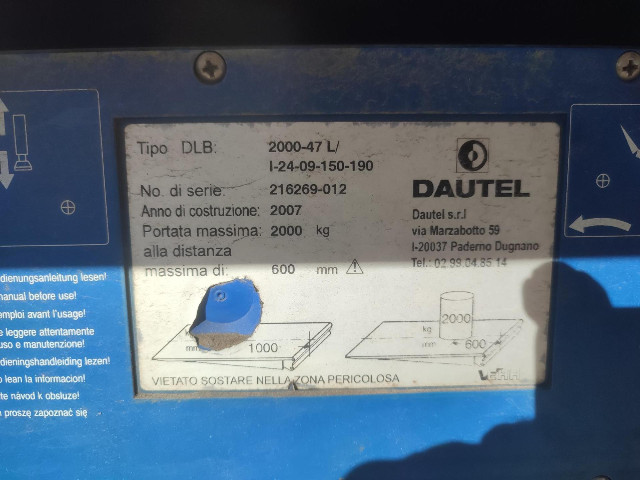 Tipo DLB: 2000-47 L/
I-24-09-150-190
No. di serie: 216269-012
Anno di costruzione: 2007
Portata massima: 2000 kg
alla distanza
massima di: 600 mm
DAUTEL
Dautel s.r.l
via Marzabotto 59
I-20037 Paderno Dugnano
Tel.: 02.99.04.85.14
mm 1000
kg 2000
mm 600
VIETATO SOSTARE NELLA ZONA PERICOLOSA
dienungsanleitung lesen!
manual before use!
emploi avant l'usage!
e leggere attentamente
uso e manutenzione!
dieningshandleiding lezen!
lean la informacion!
te návod k obsluze!
proszę zapoznać się